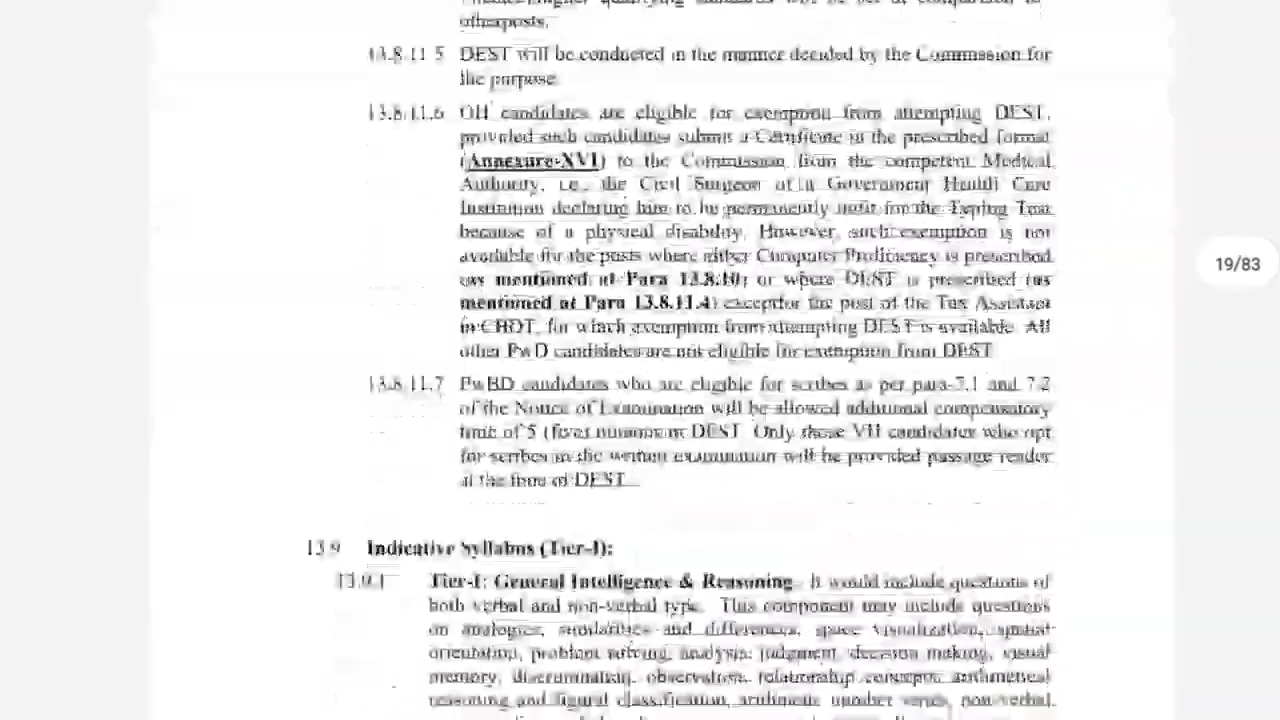 otherposts.
13.8.11.5 DEST will be conducted in the manner decided by the Commission for
the purpose.
13.8.11.6 OH candidates are eligible for exemption from attempting DEST,
provided such candidates submit a Certificate in the prescribed format
(Annexure-XVI) to the Commission from the competent Medical
Authority, i.e., the Civil Surgeon of a Government Health Care
Institution declaring him to be permanently unfit for the Typing Test
because of a physical disability. However, such exemption is not
available for the posts where either Computer Proficiency is prescribed
(as mentioned at Para 13.8.10) or where DEST is prescribed (as
mentioned at Para 13.8.11.4) except for the post of the Tax Assistant
in CBDT, for which exemption from attempting DEST is available. All
other PwD candidates are not eligible for exemption from DEST
13.8.11.7 PwBD candidates who are eligible for scribes as per para-7.1 and 7.2
of the Notice of Examination will be allowed additional compensatory
time of 5 (five) minutes in DEST. Only those VH candidates who opt
for scribes in the written examination will be provided passage reader
at the time of DEST.
19/83
13.9 Indicative Syllabus (Tier-I):
13.9.1 Tier-I: General Intelligence & Reasoning. It would include questions of
both verbal and non-verbal type. This component may include questions
on analogies, similarities and differences, space visualization, spatial
orientation, problem solving, analysis, judgment, decision making, visual
memory, discrimination, observation, relationship concepts, arithmetical
reasoning and figural classification, arithmetic number series, non-verbal